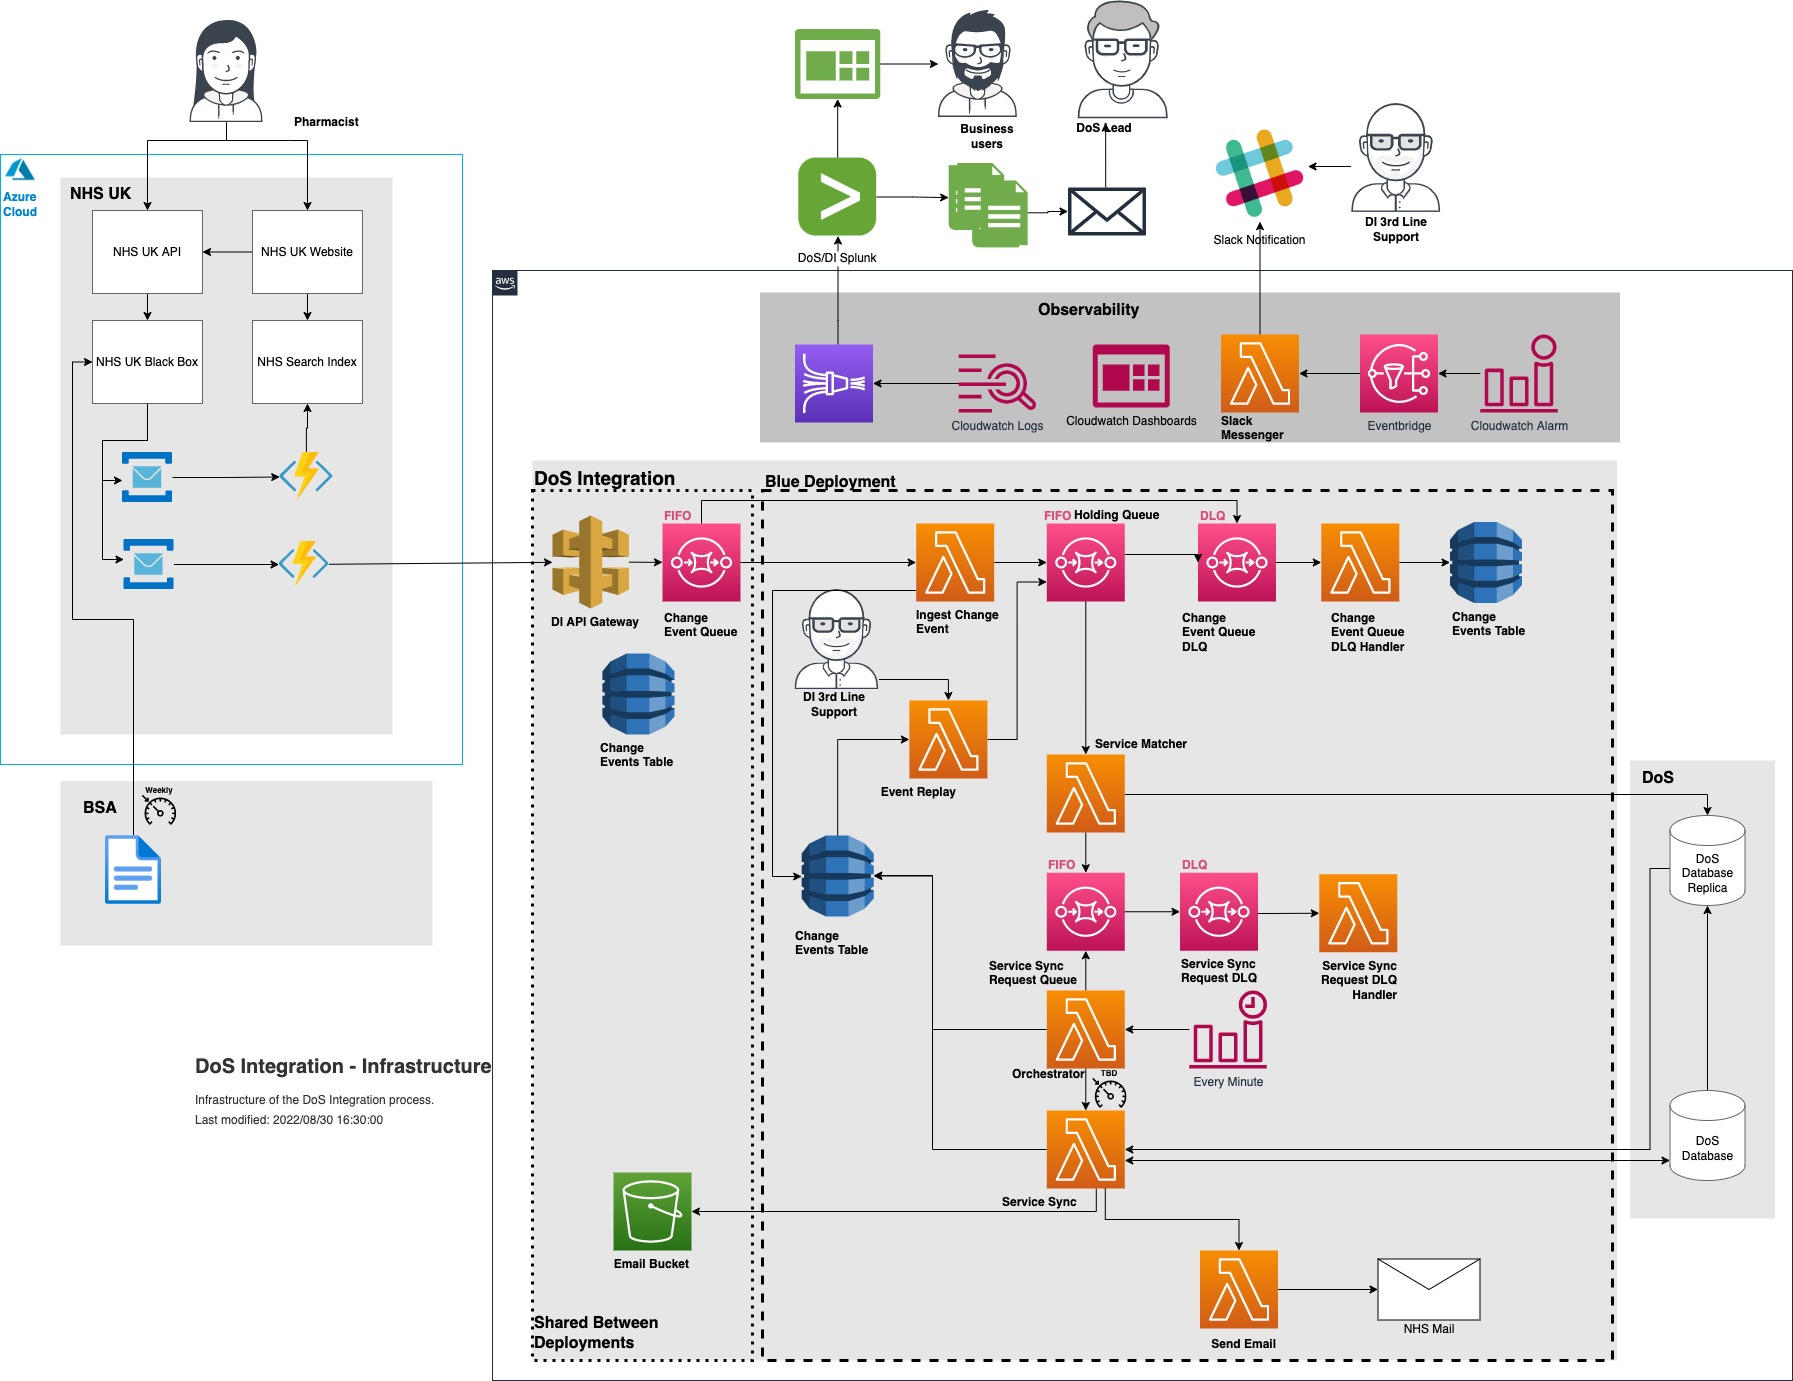 Pharmacist
Azure
Cloud
NHS UK
NHS UK API
NHS UK Website
NHS UK Black Box
NHS Search Index
BSA
Weekly
DoS Integration - Infrastructure
Infrastructure of the DoS Integration process.
Last modified: 2022/08/30 16:30:00
Business
users
DoS Lead
DoS/DI Splunk
Slack Notification
DI 3rd Line
Support
aws
Observability
Cloudwatch Logs
Cloudwatch Dashboards
Slack
Messenger
Eventbridge
Cloudwatch Alarm
DoS Integration
Blue Deployment
FIFO
FIFO Holding Queue
DLQ
DI API Gateway
Change
Event Queue
Ingest Change
Event
Change
Event Queue
DLQ
Change
Event Queue
DLQ Handler
Change
Events Table
Change
Events Table
DI 3rd Line
Support
Event Replay
Service Matcher
DoS
DoS
Database
Replica
FIFO
DLQ
Change
Events Table
Service Sync
Request Queue
Service Sync
Request DLQ
Service Sync
Request DLQ
Handler
Orchestrator
TBD
Every Minute
DoS
Database
Service Sync
Email Bucket
Shared Between
Deployments
Send Email
NHS Mail